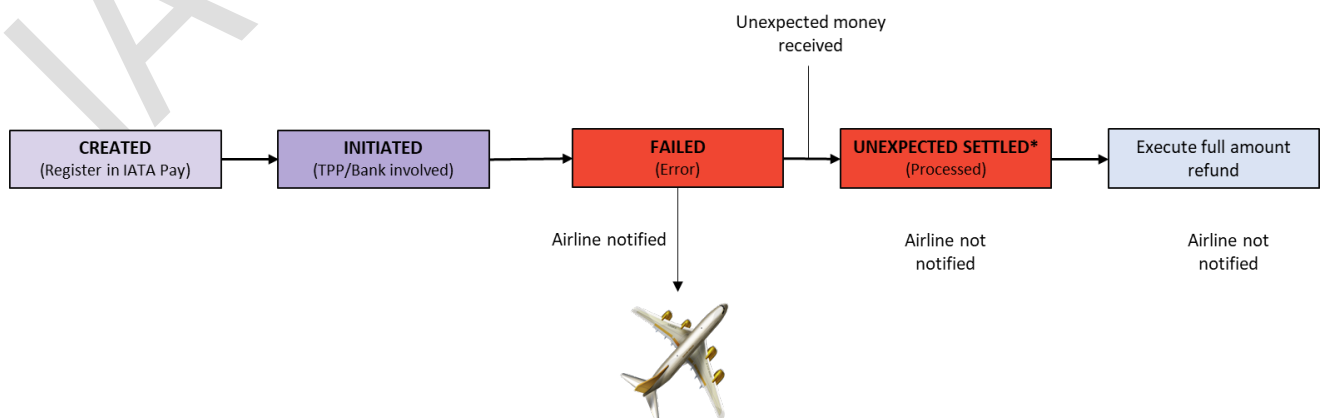 Unexpected money
received
CREATED
(Register in IATA Pay)
INITIATED
(TPP/Bank involved)
FAILED
(Error)
UNEXPECTED SETTLED*
(Processed)
Execute full amount
refund
Airline notified
Airline not
notified
Airline not
notified